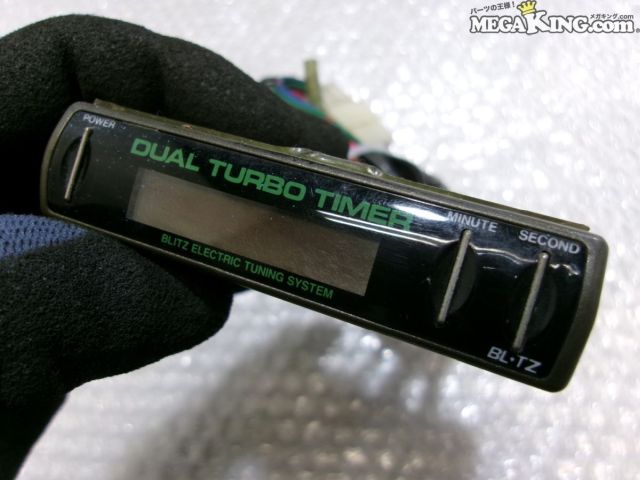 パーツの王様! メガキング.com
MEGAKING.com
POWER
DUAL TURBO TIMER
MINUTE
SECOND
BLITZ ELECTRIC TUNING SYSTEM
BL·TZ